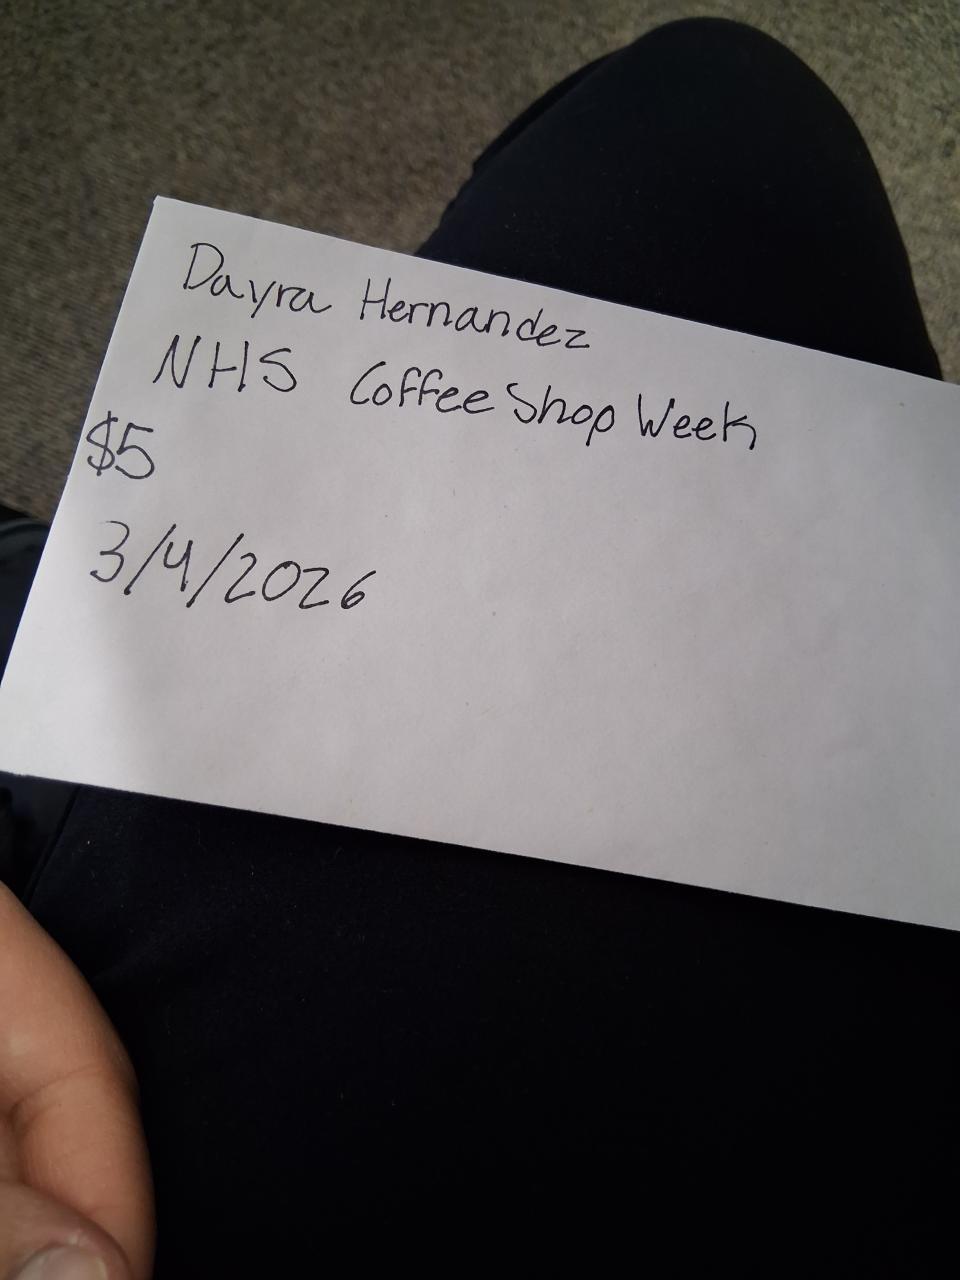 Dayra Hernandez
NHS Coffee Shop Week
$5
3/4/2026